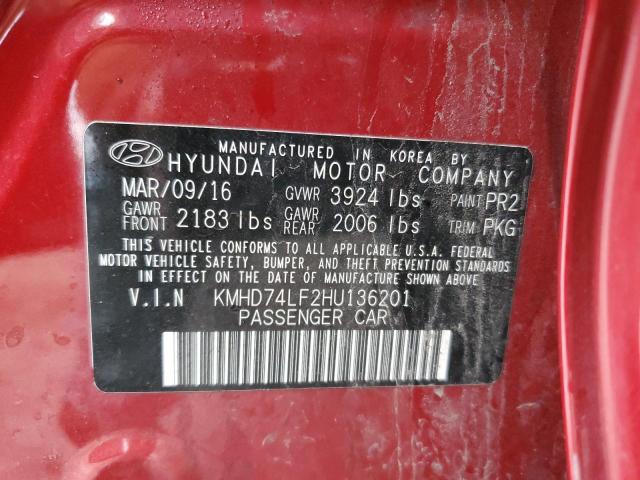 MANUFACTURED IN KOREA BY
HYUNDAI MOTOR COMPANY
MAR/09/16 GVWR 3924 lbs PAINT PR2
GAWR FRONT 2183 lbs GAWR REAR 2006 lbs TRIM PKG
THIS VEHICLE CONFORMS TO ALL APPLICABLE U.S.A. FEDERAL
MOTOR VEHICLE SAFETY, BUMPER, AND THEFT PREVENTION STANDARDS
IN EFFECT ON THE DATE OF MANUFACTURE SHOWN ABOVE
V.I.N KMHD74LF2HU136201
PASSENGER CAR